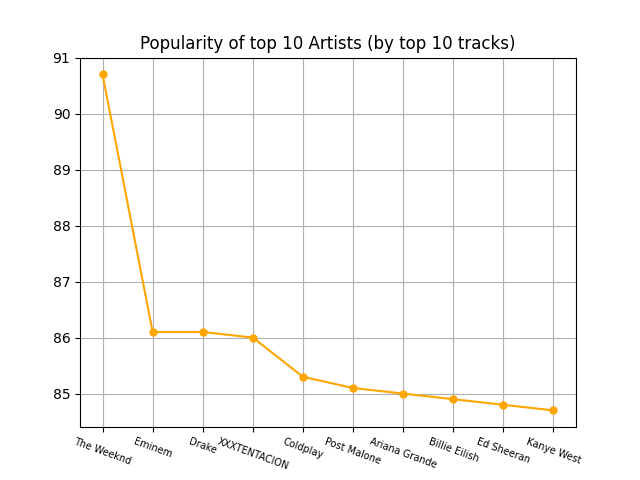 Popularity of top 10 Artists (by top 10 tracks)
91
90
89
88
87
86
85
The Weeknd
Eminem
Drake
XXXTENTACION
Coldplay
Post Malone
Ariana Grande
Billie Eilish
Ed Sheeran
Kanye West